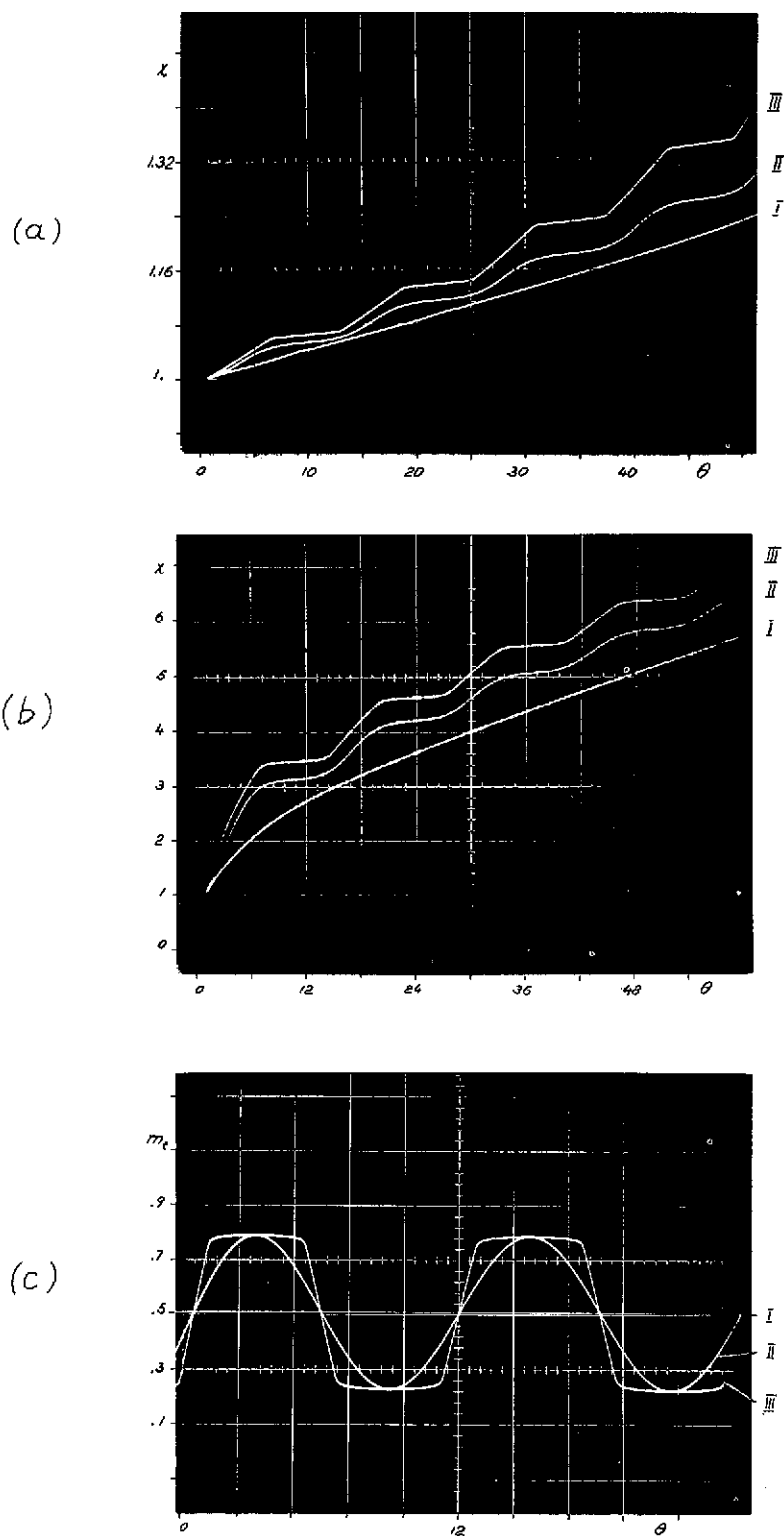 χ
III
1.32
II
I
(a)
1.16
1.
0 10 20 30 40 θ
χ
III
6
II
I
.5
(b)
4
.3
2
.1
0
0 12 24 36 48 θ
.9
.7
(c)
.5
I
II
.3
III
.1
0 12 θ